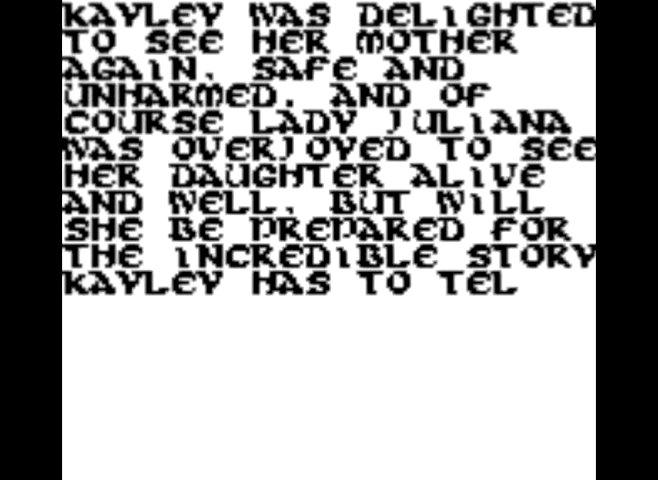 KAYLEY WAS DELIGHTED
TO SEE HER MOTHER
AGAIN, SAFE AND
UNHARMED, AND OF
COURSE LADY JULIANA
WAS OVERJOYED TO SEE
HER DAUGHTER ALIVE
AND WELL, BUT WILL
SHE BE PREPARED FOR
THE INCREDIBLE STORY
KAYLEY HAS TO TEL